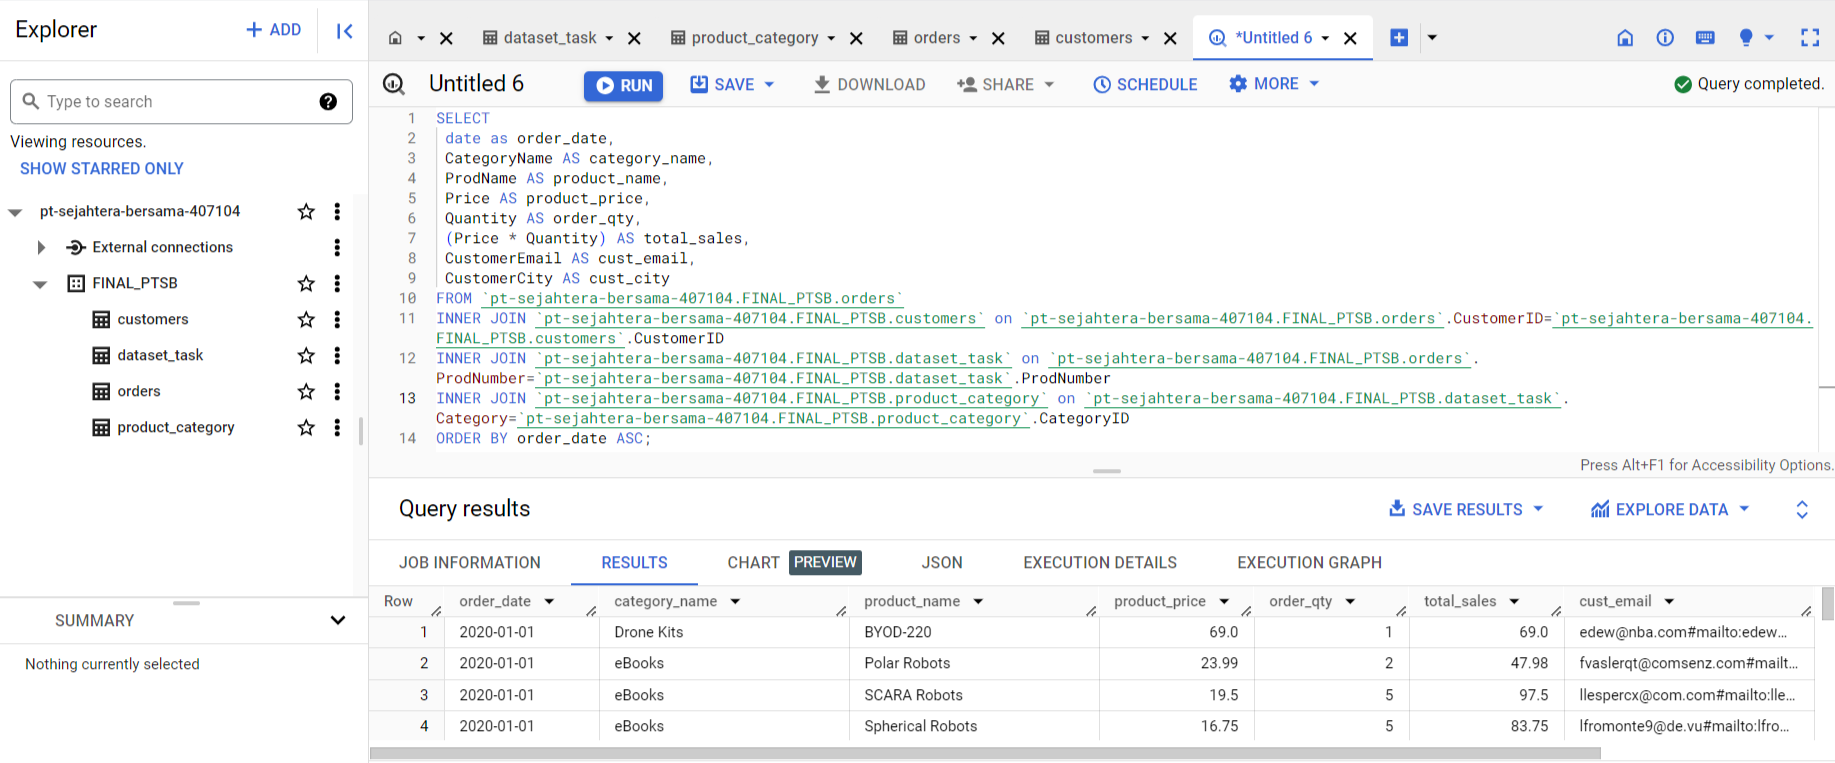 Explorer
+ ADD
dataset_task
product_category
orders
customers
*Untitled 6
Type to search
Viewing resources.
SHOW STARRED ONLY
pt-sejahtera-bersama-407104
External connections
FINAL_PTSB
customers
dataset_task
orders
product_category
SUMMARY
Nothing currently selected
Untitled 6
RUN
SAVE
DOWNLOAD
SHARE
SCHEDULE
MORE
Query completed.
1 SELECT
2 date as order_date,
3 CategoryName AS category_name,
4 ProdName AS product_name,
5 Price AS product_price,
6 Quantity AS order_qty,
7 (Price * Quantity) AS total_sales,
8 CustomerEmail AS cust_email,
9 CustomerCity AS cust_city
10 FROM `pt-sejahtera-bersama-407104.FINAL_PTSB.orders`
11 INNER JOIN `pt-sejahtera-bersama-407104.FINAL_PTSB.customers` on `pt-sejahtera-bersama-407104.FINAL_PTSB.orders`.CustomerID=`pt-sejahtera-bersama-407104.
FINAL_PTSB.customers`.CustomerID
12 INNER JOIN `pt-sejahtera-bersama-407104.FINAL_PTSB.dataset_task` on `pt-sejahtera-bersama-407104.FINAL_PTSB.orders`.
ProdNumber=`pt-sejahtera-bersama-407104.FINAL_PTSB.dataset_task`.ProdNumber
13 INNER JOIN `pt-sejahtera-bersama-407104.FINAL_PTSB.product_category` on `pt-sejahtera-bersama-407104.FINAL_PTSB.dataset_task`.
Category=`pt-sejahtera-bersama-407104.FINAL_PTSB.product_category`.CategoryID
14 ORDER BY order_date ASC;
Press Alt+F1 for Accessibility Options.
Query results
SAVE RESULTS
EXPLORE DATA
JOB INFORMATION
RESULTS
CHART PREVIEW
JSON
EXECUTION DETAILS
EXECUTION GRAPH
Row order_date category_name product_name product_price order_qty total_sales cust_email
1 2020-01-01 Drone Kits BYOD-220 69.0 1 69.0 edew@nba.com#mailto:edew...
2 2020-01-01 eBooks Polar Robots 23.99 2 47.98 fvaslerqt@comsenz.com#mailt...
3 2020-01-01 eBooks SCARA Robots 19.5 5 97.5 llespercx@com.com#mailto:lle...
4 2020-01-01 eBooks Spherical Robots 16.75 5 83.75 lfromonte9@de.vu#mailto:lfro...